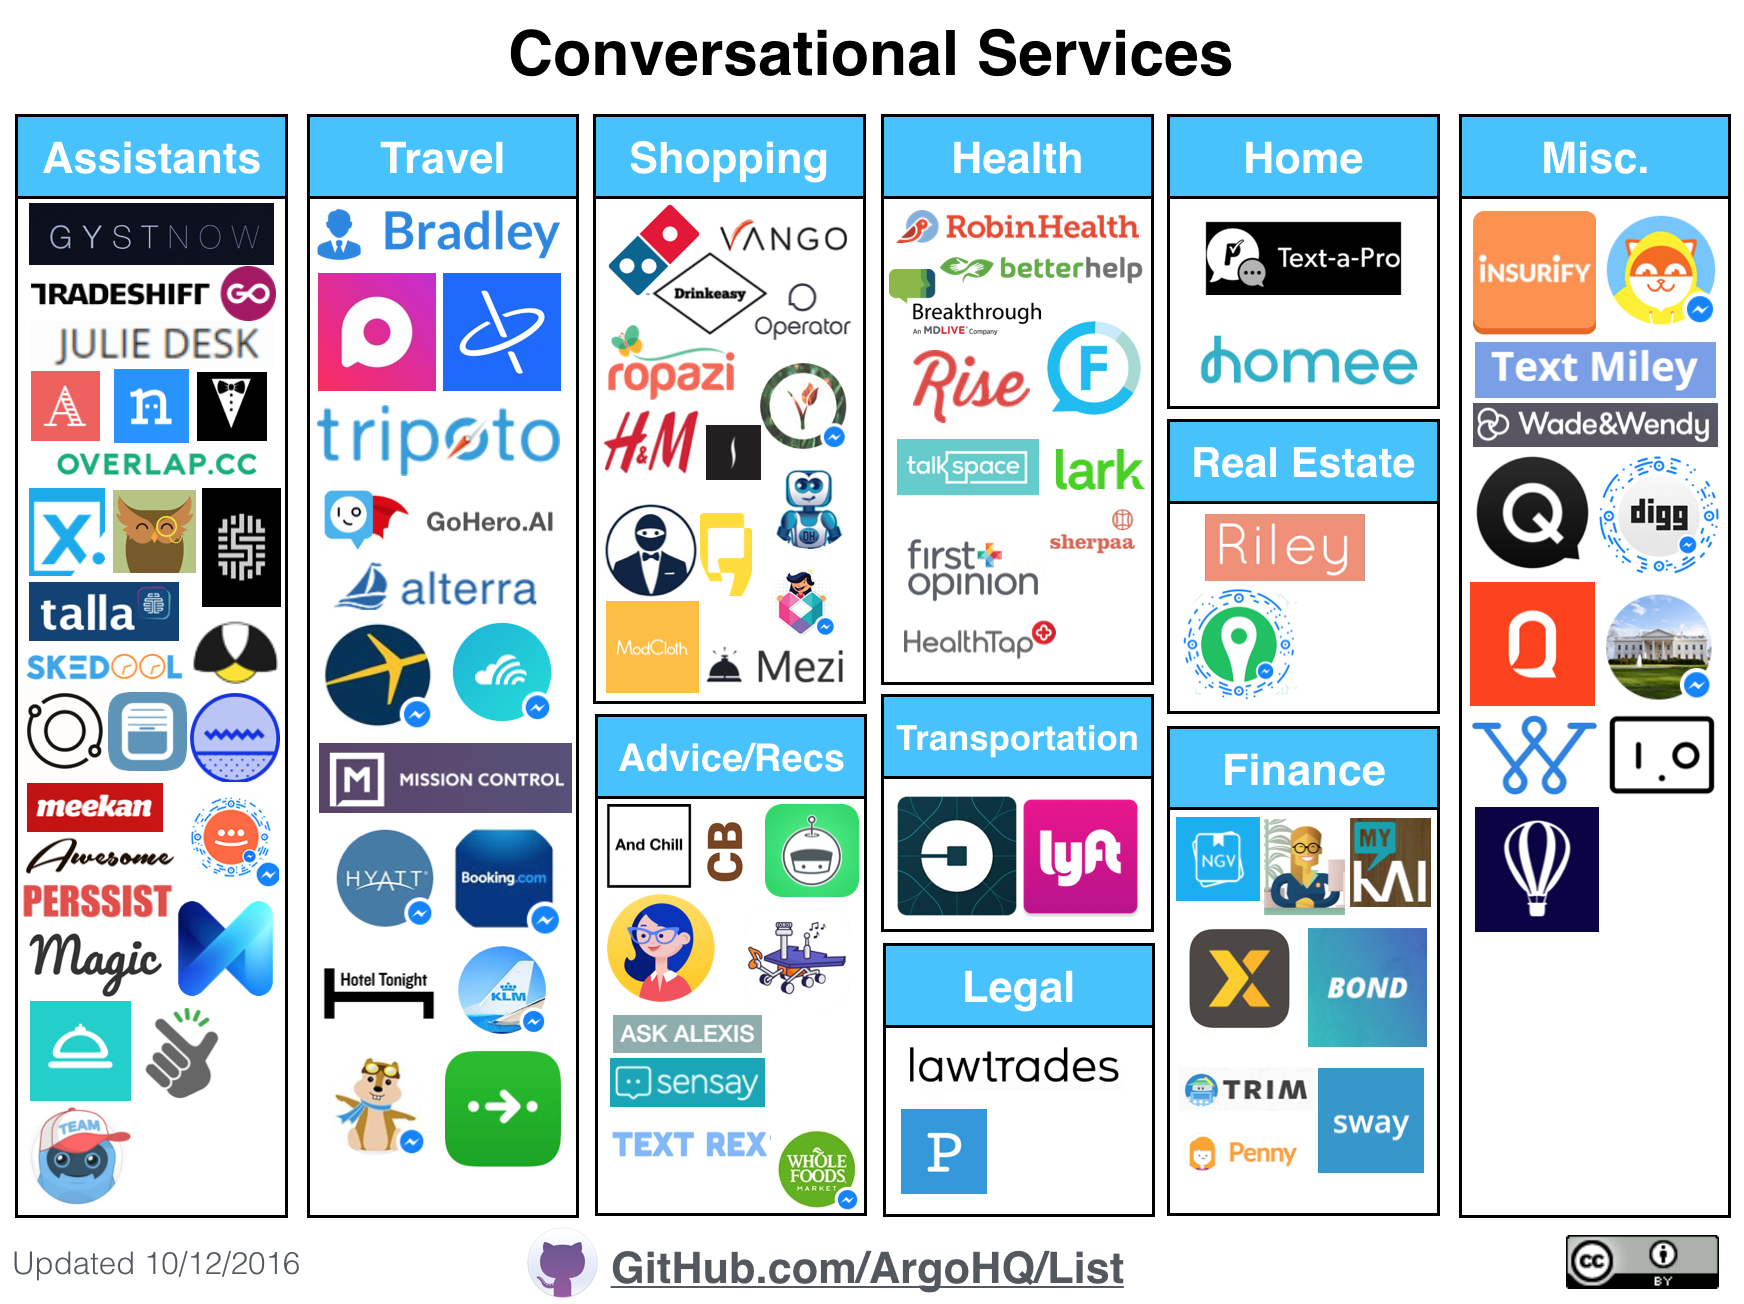 Conversational Services
Assistants
GYSTNOW
TRADESHIFT GO
JULIE DESK
A n
OVERLAP.CC
X.
talla
SKEDOOL
meekan
Awesome
PERSSIST
Magic
TEAM
Travel
Bradley
tripoto
GoHero.AI
alterra
M MISSION CONTROL
HYATT
Booking.com
Hotel Tonight
KLM
Shopping
VANGO
Drinkeasy
Operator
ropazi
H&M
DH
ModCloth
Mezi
Advice/Recs
And Chill
CB
ASK ALEXIS
sensay
TEXT REX
WHOLE
FOODS
MARKET
Health
RobinHealth
betterhelp
Breakthrough
An MDLIVE Company
Rise
F
talkspace
lark
sherpaa
first
opinion
HealthTap
Transportation
lyft
Legal
lawtrades
P
Home
Text-a-Pro
homee
Real Estate
Riley
Finance
NGV
MY
KAI
BOND
TRIM
sway
Penny
Misc.
iNSURiFY
Text Miley
Wade&Wendy
Q
digg
Q
W
1.0
Updated 10/12/2016
GitHub.com/ArgoHQ/List
cc
BY